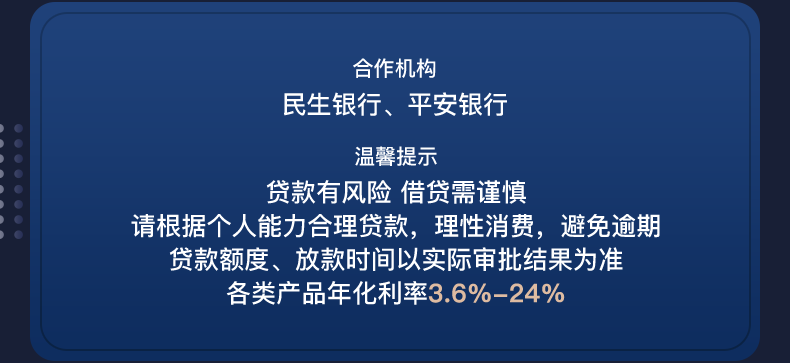 合作机构
民生银行、平安银行
温馨提示
贷款有风险 借贷需谨慎
请根据个人能力合理贷款，理性消费，避免逾期
贷款额度、放款时间以实际审批结果为准
各类产品年化利率3.6%-24%